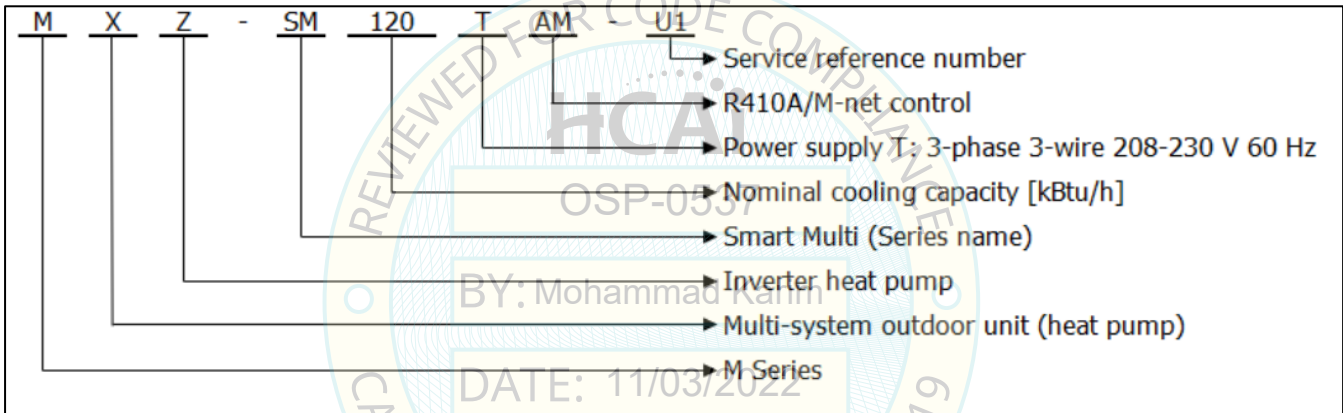 M X Z - SM 120 T AM - U1
Service reference number
R410A/M-net control
Power supply T: 3-phase 3-wire 208-230 V 60 Hz
Nominal cooling capacity [kBtu/h]
Smart Multi (Series name)
Inverter heat pump
Multi-system outdoor unit (heat pump)
M Series
REVIEWED FOR CODE COMPLIANCE
HCAi
OSP-0537
BY: Mohammad Karim
DATE: 11/03/2022